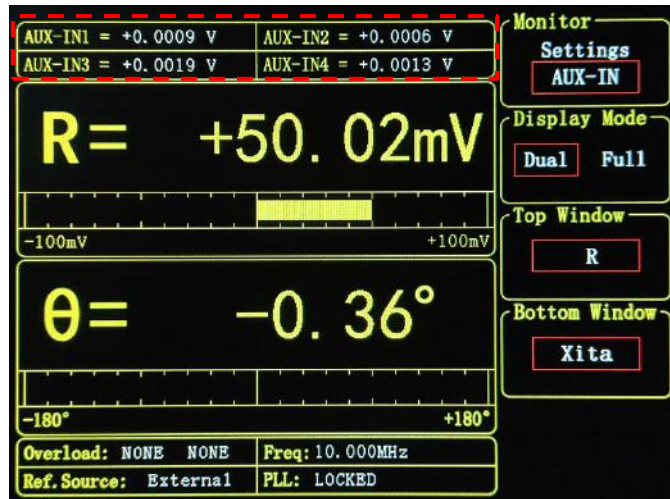 AUX-IN1 = +0.0009 V
AUX-IN2 = +0.0006 V
AUX-IN3 = +0.0019 V
AUX-IN4 = +0.0013 V
R= +50.02mV
-100mV +100mV
θ= -0.36°
-180° +180°
Overload: NONE NONE
Freq: 10.000MHz
Ref.Source: External
PLL: LOCKED
Monitor
Settings
AUX-IN
Display Mode
Dual Full
Top Window
R
Bottom Window
Xita